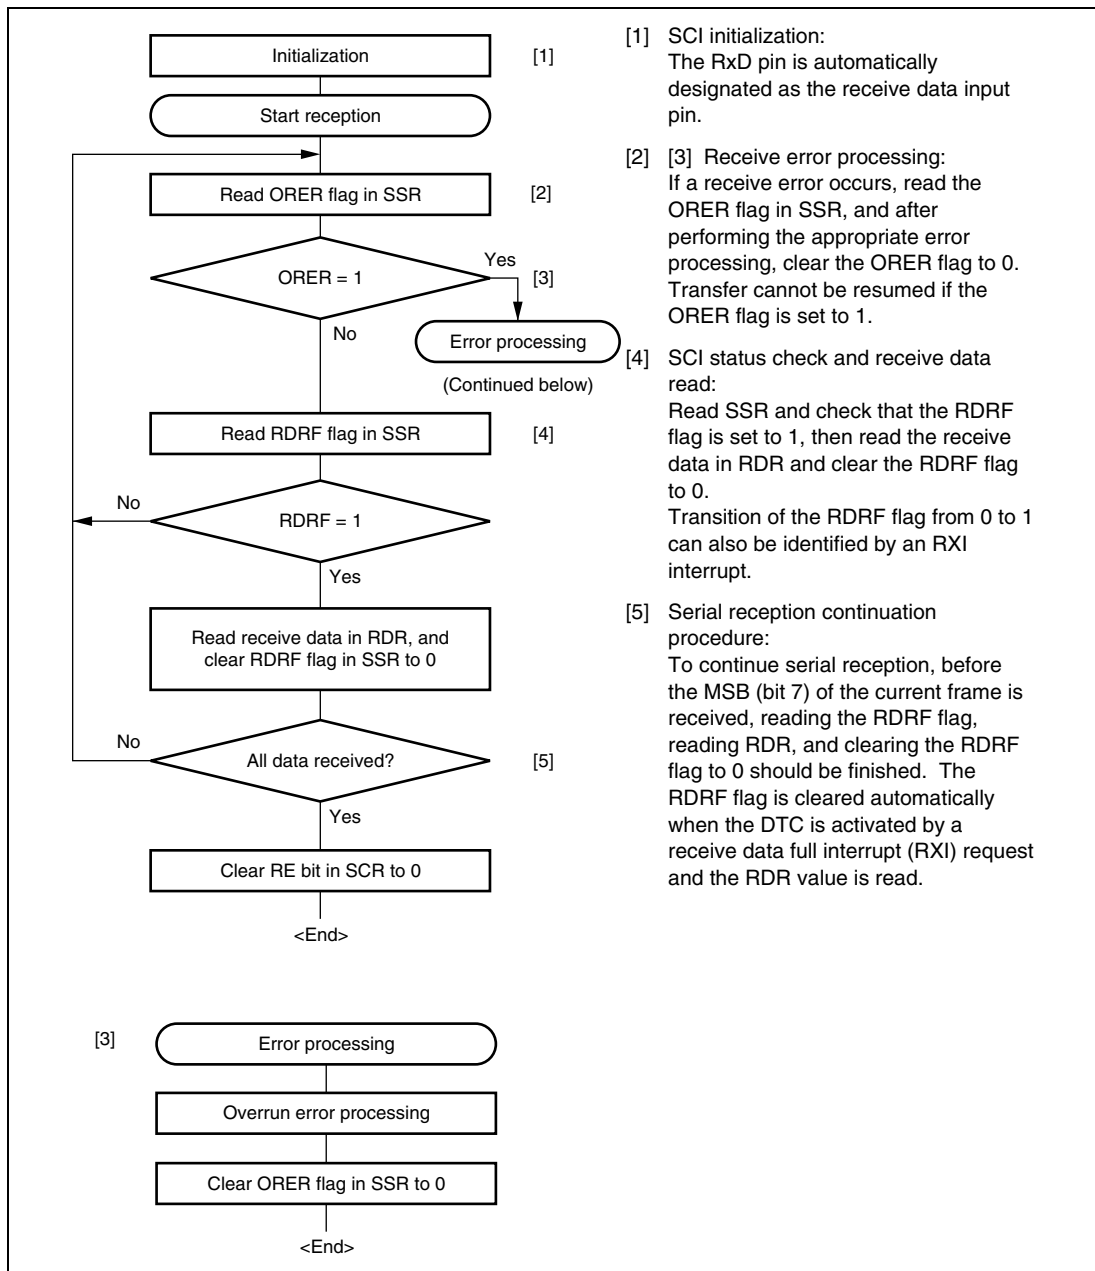 Initialization
[1]
Start reception
Read ORER flag in SSR
[2]
Yes
ORER = 1
[3]
No
Error processing
(Continued below)
Read RDRF flag in SSR
[4]
No
RDRF = 1
Yes
Read receive data in RDR, and
clear RDRF flag in SSR to 0
No
All data received?
[5]
Yes
Clear RE bit in SCR to 0
<End>
[3]
Error processing
Overrun error processing
Clear ORER flag in SSR to 0
<End>
[1] SCI initialization:
The RxD pin is automatically
designated as the receive data input
pin.
[2] [3] Receive error processing:
If a receive error occurs, read the
ORER flag in SSR, and after
performing the appropriate error
processing, clear the ORER flag to 0.
Transfer cannot be resumed if the
ORER flag is set to 1.
[4] SCI status check and receive data
read:
Read SSR and check that the RDRF
flag is set to 1, then read the receive
data in RDR and clear the RDRF flag
to 0.
Transition of the RDRF flag from 0 to 1
can also be identified by an RXI
interrupt.
[5] Serial reception continuation
procedure:
To continue serial reception, before
the MSB (bit 7) of the current frame is
received, reading the RDRF flag,
reading RDR, and clearing the RDRF
flag to 0 should be finished. The
RDRF flag is cleared automatically
when the DTC is activated by a
receive data full interrupt (RXI) request
and the RDR value is read.